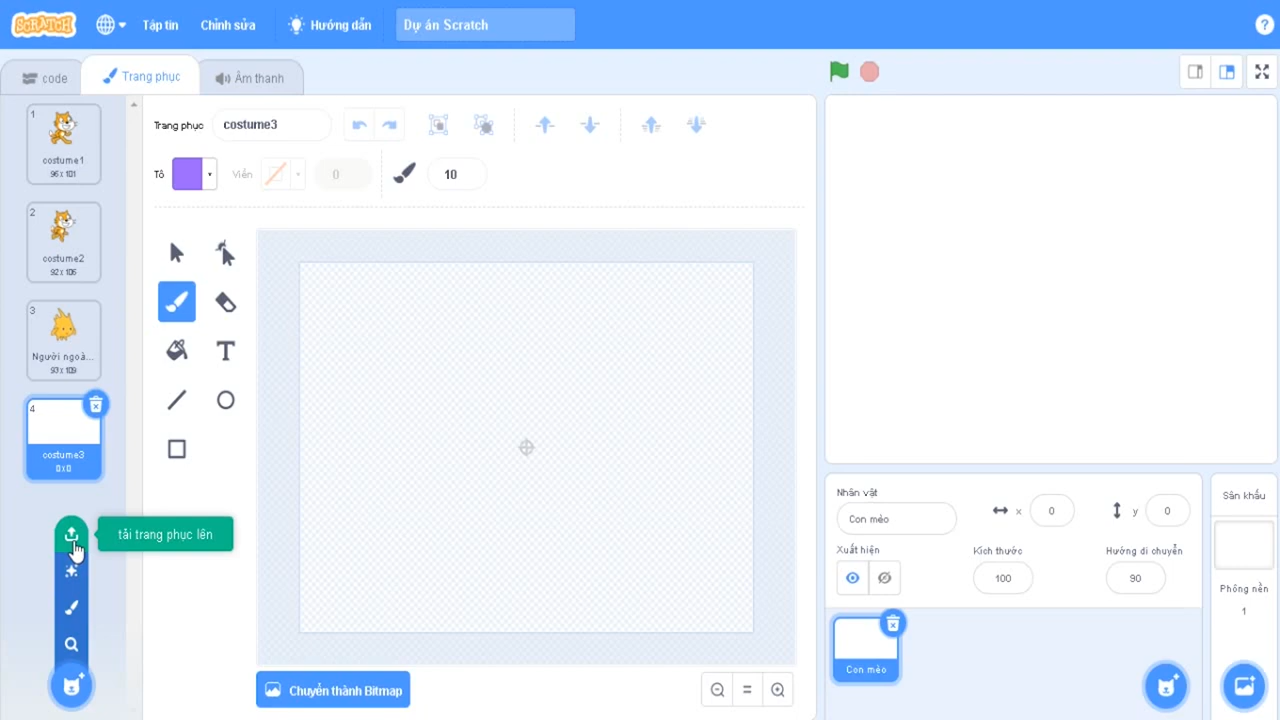 SCRATCH
Tập tin
Chỉnh sửa
Hướng dẫn
Dự án Scratch
?
code
Trang phục
Âm thanh
1
costume1
96 x 101
2
costume2
92 x 106
3
Người ngoà...
93 x 109
4
costume3
0 x 0
tải trang phục lên
Trang phục
costume3
Tô
Viền
0
10
T
Chuyển thành Bitmap
Nhân vật
Con mèo
x
0
y
0
Xuất hiện
Kích thước
100
Hướng di chuyển
90
Con mèo
Sân khấu
Phông nền
1